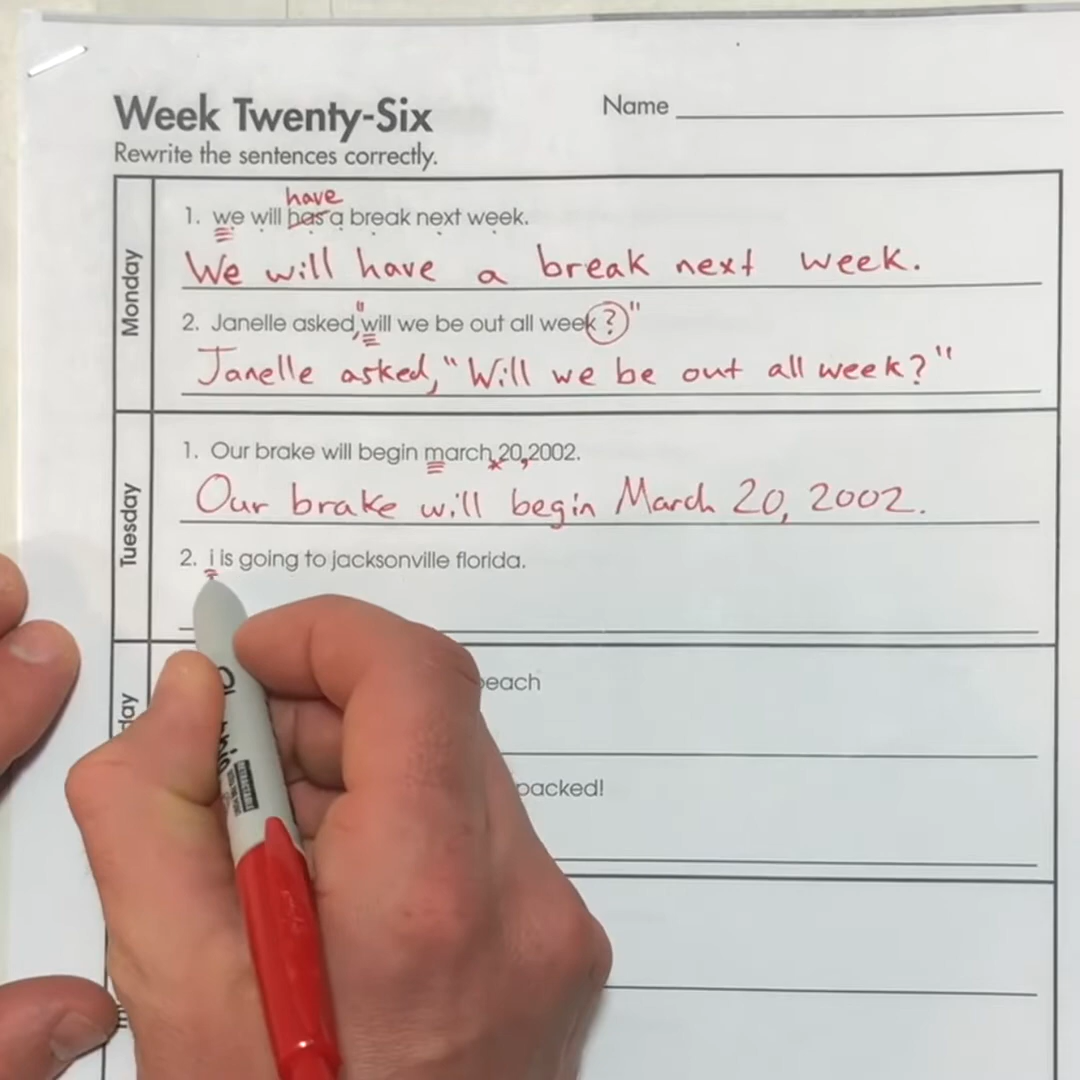 Week Twenty-Six
Name
Rewrite the sentences correctly.
Monday
have
1. we will has a break next week.
We will have a break next week.
2. Janelle asked, "will we be out all week?"
Janelle asked, "Will we be out all week?"
Tuesday
1. Our brake will begin march, 20, 2002.
Our brake will begin March 20, 2002.
2. i is going to jacksonville florida.
day
packed!